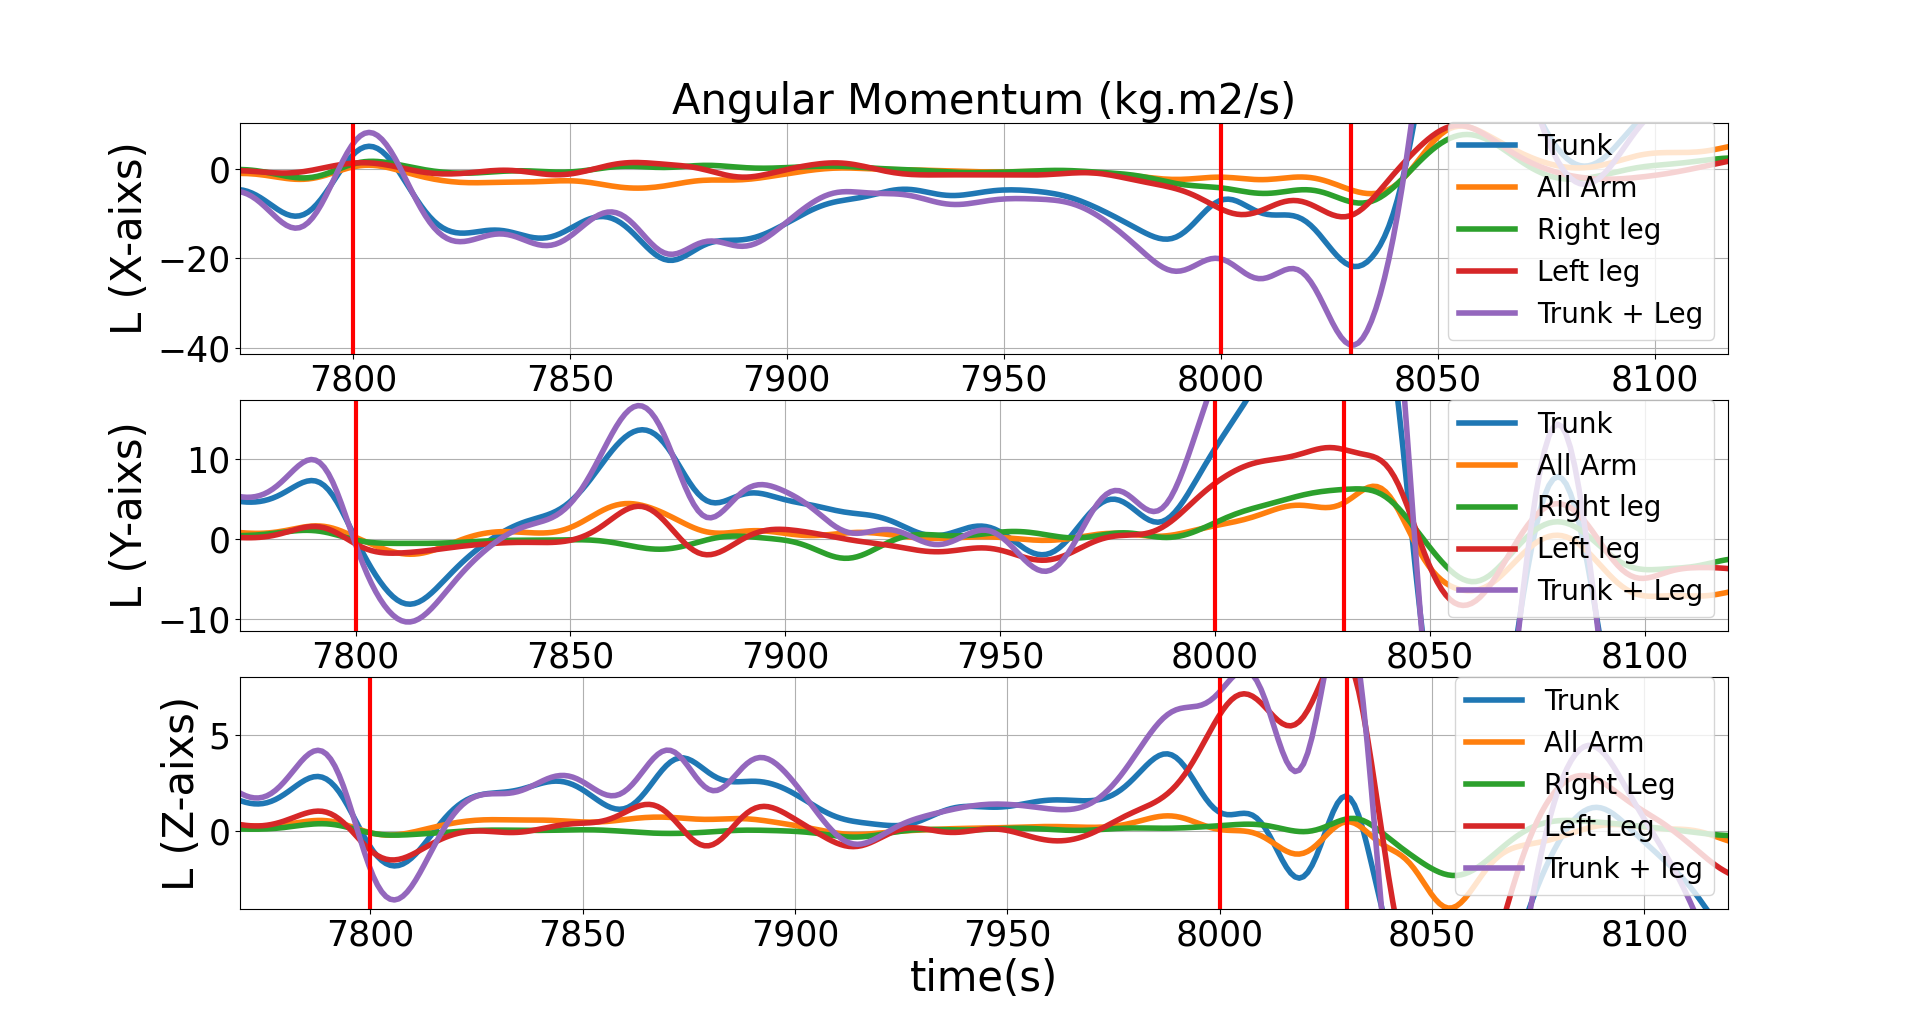 Angular Momentum (kg.m2/s)
L (X-aixs)
0
−20
−40
7800 7850 7900 7950 8000 8050 8100
Trunk
All Arm
Right leg
Left leg
Trunk + Leg
L (Y-aixs)
10
0
−10
7800 7850 7900 7950 8000 8050 8100
Trunk
All Arm
Right leg
Left leg
Trunk + Leg
L (Z-aixs)
5
0
7800 7850 7900 7950 8000 8050 8100
Trunk
All Arm
Right Leg
Left Leg
Trunk + leg
time(s)